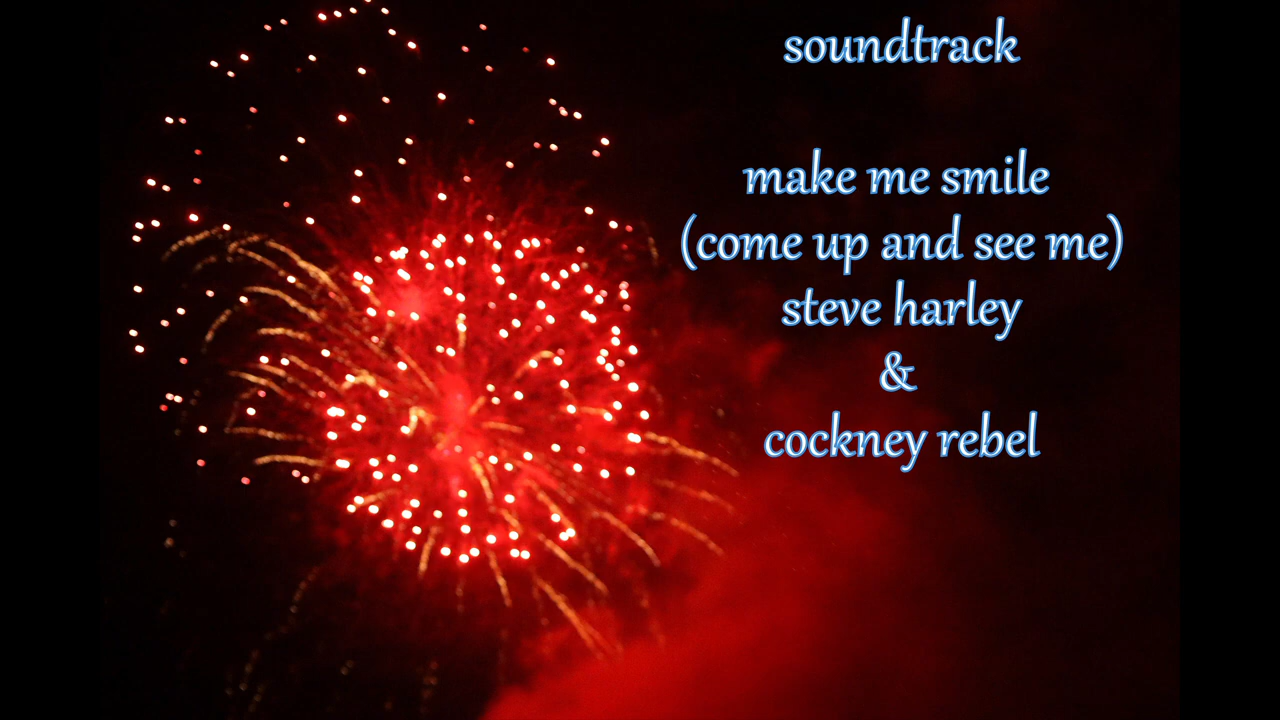 soundtrack
make me smile
(come up and see me)
steve harley
&
cockney rebel